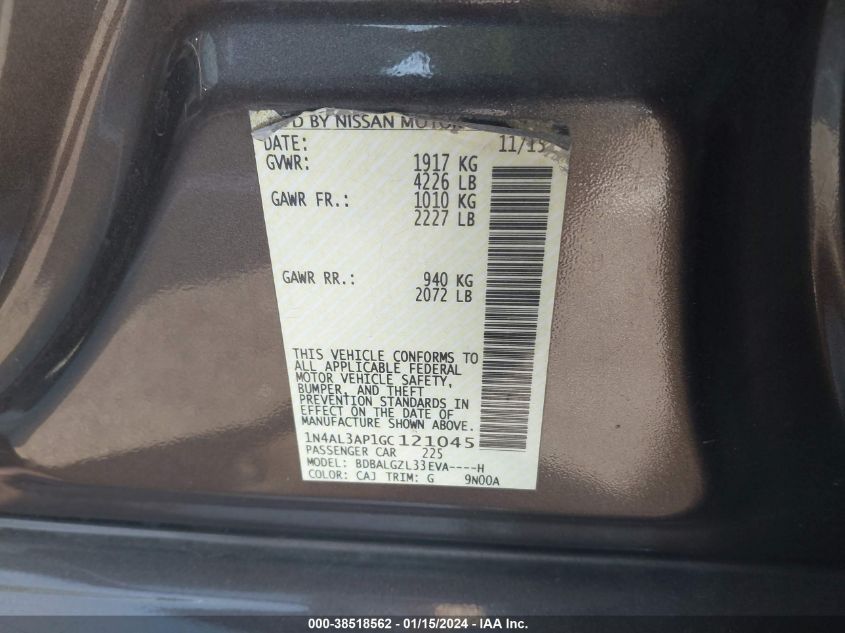 D BY NISSAN MOTOR
DATE: 11/15
GVWR: 1917 KG
4226 LB
GAWR FR.: 1010 KG
2227 LB
GAWR RR.: 940 KG
2072 LB
THIS VEHICLE CONFORMS TO
ALL APPLICABLE FEDERAL
MOTOR VEHICLE SAFETY,
BUMPER, AND THEFT
PREVENTION STANDARDS IN
EFFECT ON THE DATE OF
MANUFACTURE SHOWN ABOVE.
1N4AL3AP1GC121045
PASSENGER CAR 225
MODEL: BDBALGZL33EVA----H
COLOR: CAJ TRIM: G 9N00A
000-38518562 - 01/15/2024 - IAA Inc.